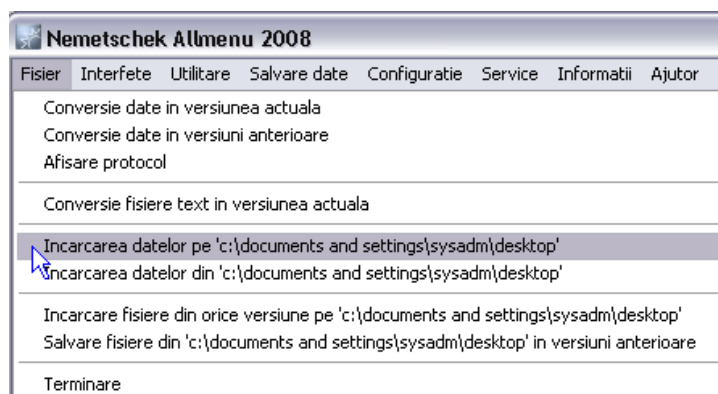 Nemetschek Allmenu 2008
Fisier Interfete Utilitare Salvare date Configuratie Service Informatii Ajutor
Conversie date in versiunea actuala
Conversie date in versiuni anterioare
Afisare protocol
Conversie fisiere text in versiunea actuala
Incarcarea datelor pe 'c:\documents and settings\sysadm\desktop'
Incarcarea datelor din 'c:\documents and settings\sysadm\desktop'
Incarcare fisiere din orice versiune pe 'c:\documents and settings\sysadm\desktop'
Salvare fisiere din 'c:\documents and settings\sysadm\desktop' in versiuni anterioare
Terminare